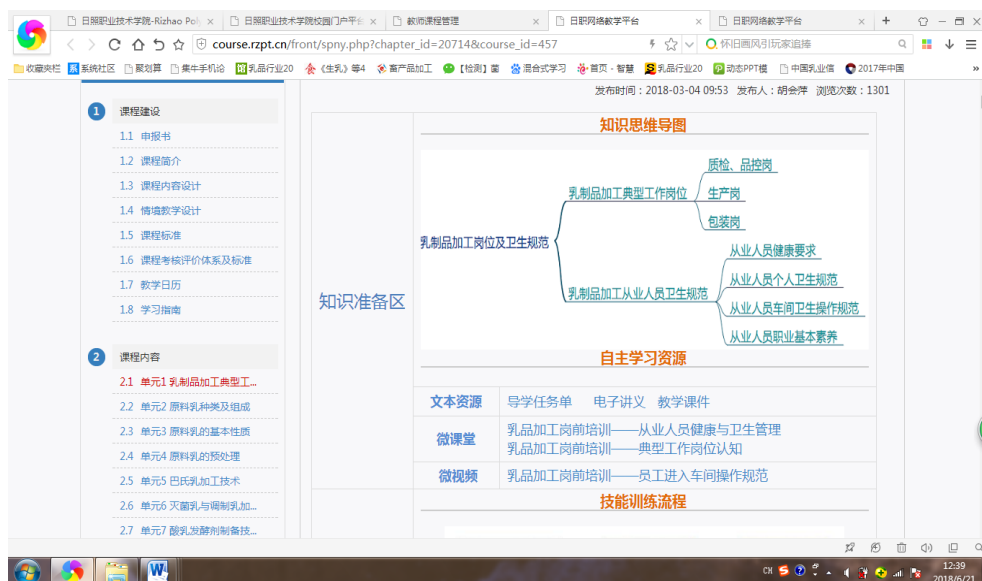 日照职业技术学院-Rizhao Pol
日照职业技术学院校园门户平台
教师课程管理
日职网络教学平台
日职网络教学平台
course.rzpt.cn/front/spny.php?chapter_id=20714&course_id=457
怀旧画风引玩家追捧
收藏夹栏
系统社区
聚划算
集牛手机论
乳品行业20
《生乳》等4
畜产品加工
【检测】菌
混合式学习
首页 - 智慧
乳品行业20
动态PPT模
中国乳业信
2017年中国
»
发布时间：2018-03-04 09:53 发布人：胡会萍 浏览次数：1301
1 课程建设
1.1 申报书
1.2 课程简介
1.3 课程内容设计
1.4 情境教学设计
1.5 课程标准
1.6 课程考核评价体系及标准
1.7 教学日历
1.8 学习指南
2 课程内容
2.1 单元1 乳制品加工典型工...
2.2 单元2 原料乳种类及组成
2.3 单元3 原料乳的基本性质
2.4 单元4 原料乳的预处理
2.5 单元5 巴氏乳加工技术
2.6 单元6 灭菌乳与调制乳加...
2.7 单元7 酸乳发酵剂制备技...
知识准备区
知识思维导图
乳制品加工岗位及卫生规范
乳制品加工典型工作岗位
质检、品控岗
生产岗
包装岗
乳制品加工从业人员卫生规范
从业人员健康要求
从业人员个人卫生规范
从业人员车间卫生操作规范
从业人员职业基本素养
自主学习资源
文本资源 导学任务单 电子讲义 教学课件
微课堂
乳品加工岗前培训——从业人员健康与卫生管理
乳品加工岗前培训——典型工作岗位认知
微视频 乳品加工岗前培训——员工进入车间操作规范
技能训练流程
CH
12:39
2018/6/21